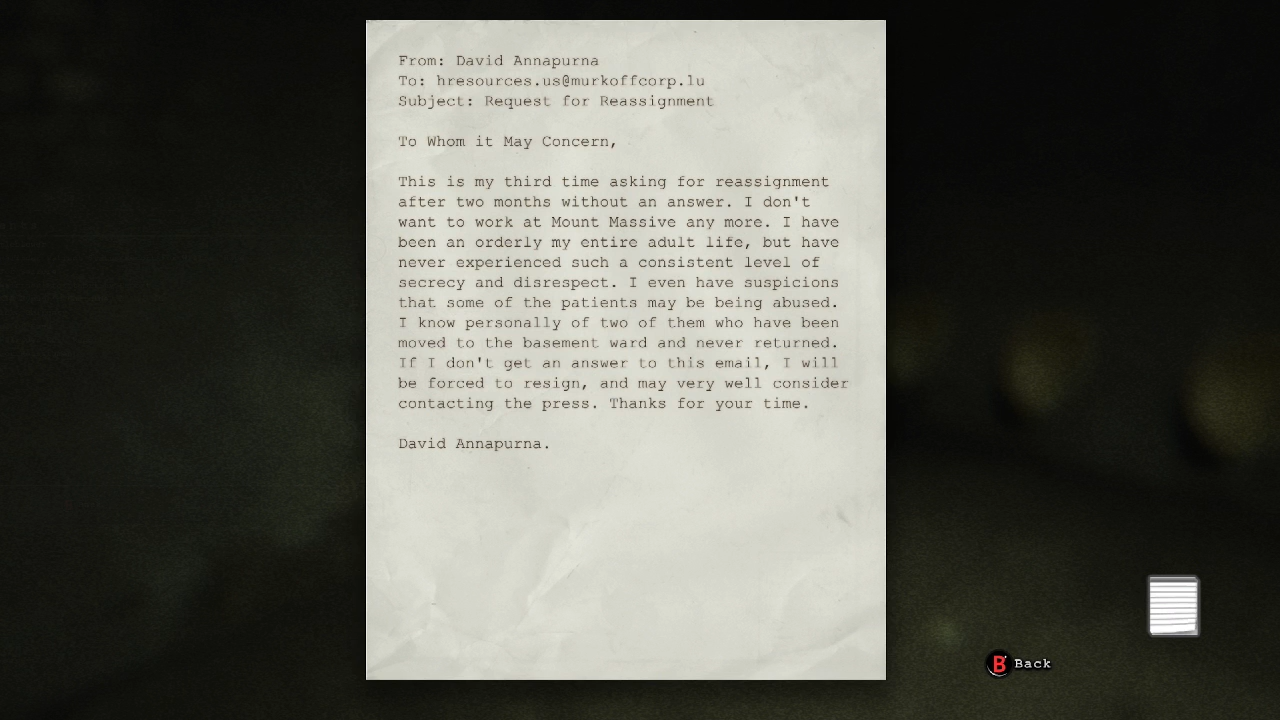 From: David Annapurna
To: hresources.us@murkoffcorp.lu
Subject: Request for Reassignment
To Whom it May Concern,
This is my third time asking for reassignment
after two months without an answer. I don't
want to work at Mount Massive any more. I have
been an orderly my entire adult life, but have
never experienced such a consistent level of
secrecy and disrespect. I even have suspicions
that some of the patients may be being abused.
I know personally of two of them who have been
moved to the basement ward and never returned.
If I don't get an answer to this email, I will
be forced to resign, and may very well consider
contacting the press. Thanks for your time.
David Annapurna.
B Back